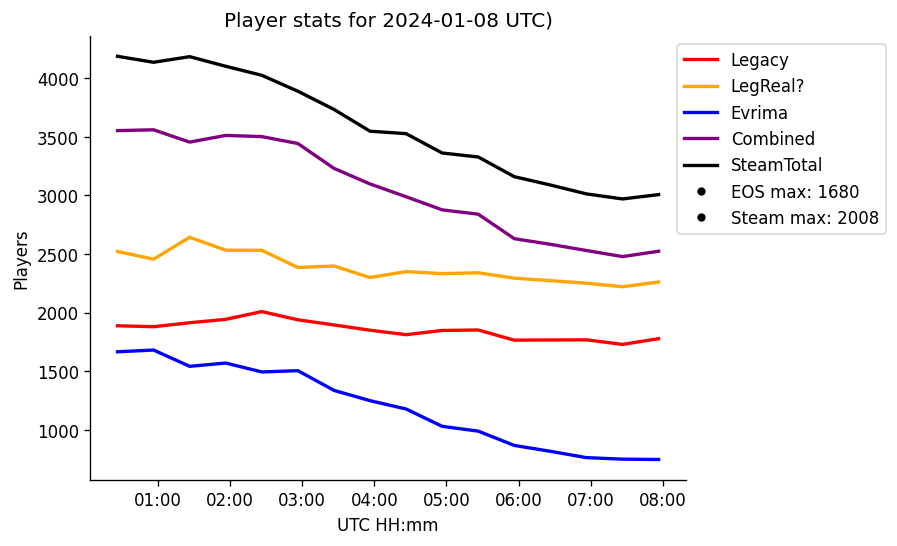 Player stats for 2024-01-08 UTC)
Legacy
LegReal?
Evrima
Combined
SteamTotal
EOS max: 1680
Steam max: 2008
Players
4000
3500
3000
2500
2000
1500
1000
01:00 02:00 03:00 04:00 05:00 06:00 07:00 08:00
UTC HH:mm